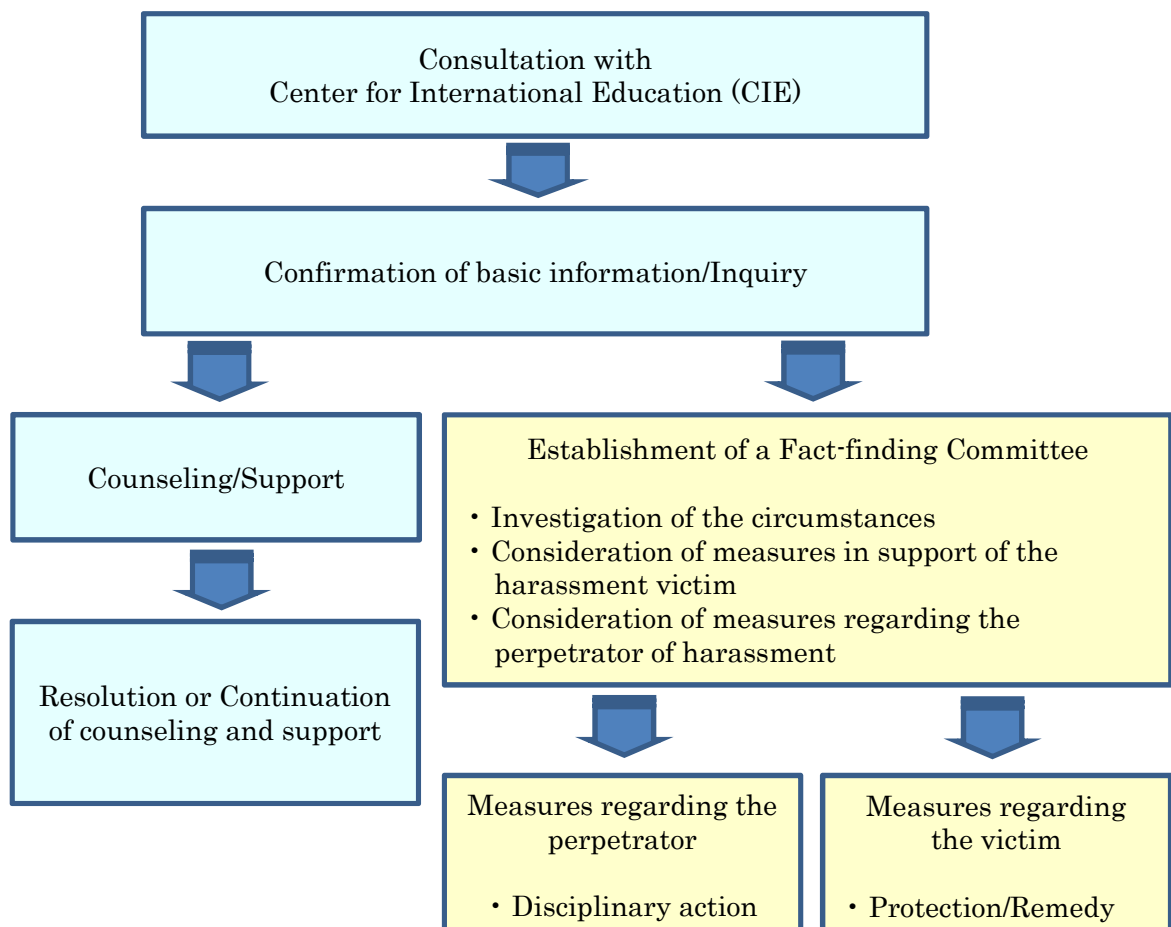 Consultation with
Center for International Education (CIE)
Confirmation of basic information/Inquiry
Counseling/Support
Resolution or Continuation
of counseling and support
Establishment of a Fact-finding Committee
・Investigation of the circumstances
・Consideration of measures in support of the
harassment victim
・Consideration of measures regarding the
perpetrator of harassment
Measures regarding the
perpetrator
・Disciplinary action
Measures regarding
the victim
・Protection/Remedy